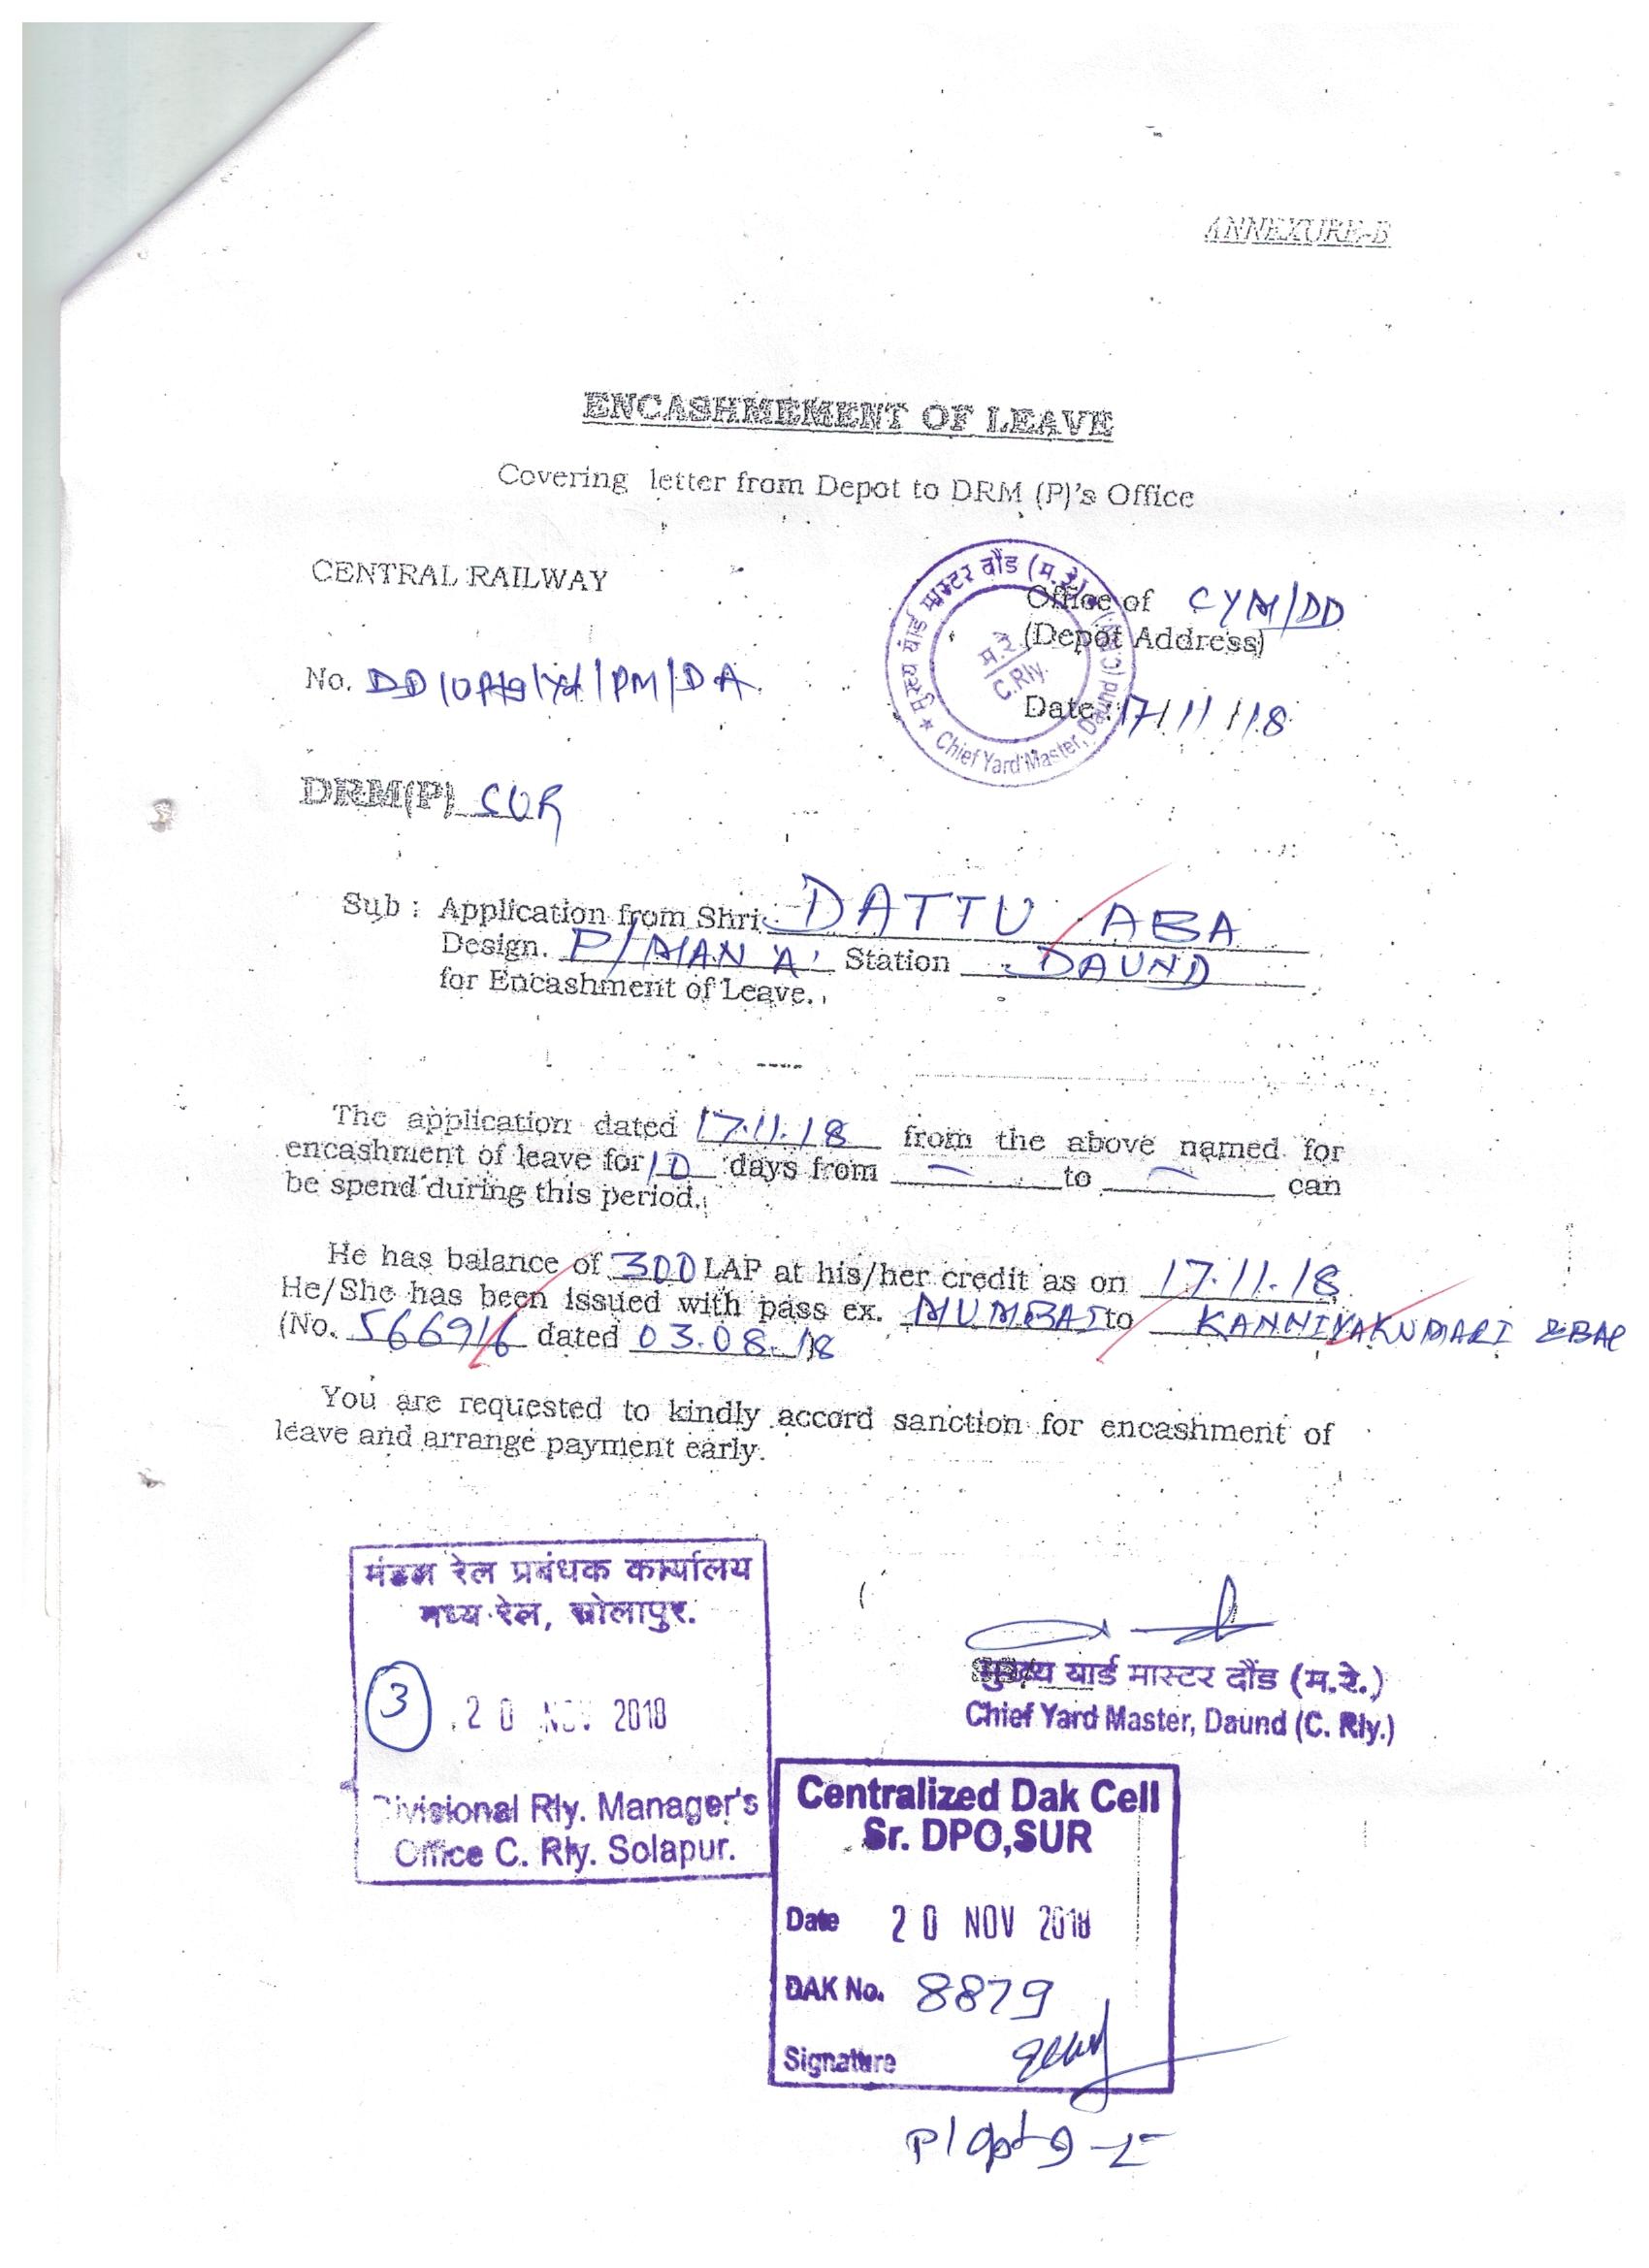 ANNEXURE-B
ENCASHMEMENT OF LEAVE
Covering letter from Depot to DRM (P)'s Office
CENTRAL RAILWAY
Office of CYM/DD
(Depot Address)
No. DD / /Yd/PM/DA
Date : 17/11/18
मुख्य यार्ड मास्टर दौंड (म.रे)
म.रे
C.Rly.
Chief Yard Master, Daund (C.Rly)
DRM(P) SUR
Sub : Application from Shri DATTU ABA
Design. P/MAN 'A' Station DAUND
for Encashment of Leave.
----
The application dated 17.11.18 from the above named for
encashment of leave for 10 days from — to — can
be spend during this period.
He has balance of 300 LAP at his/her credit as on 17.11.18
He/She has been issued with pass ex. MUMBAI to KANNIYAKUMARI &BAC
(No. 566916 dated 03.08.18
You are requested to kindly accord sanction for encashment of
leave and arrange payment early.
मंडल रेल प्रबंधक कार्यालय
मध्य रेल, सोलापुर.
3 20 NOV 2018
Divisional Rly. Manager's
Office C. Rly. Solapur.
मुख्य यार्ड मास्टर दौंड (म.रे.)
Chief Yard Master, Daund (C. Rly.)
Centralized Dak Cell
Sr. DPO,SUR
Date 20 NOV 2018
DAK No. 8879
Signature